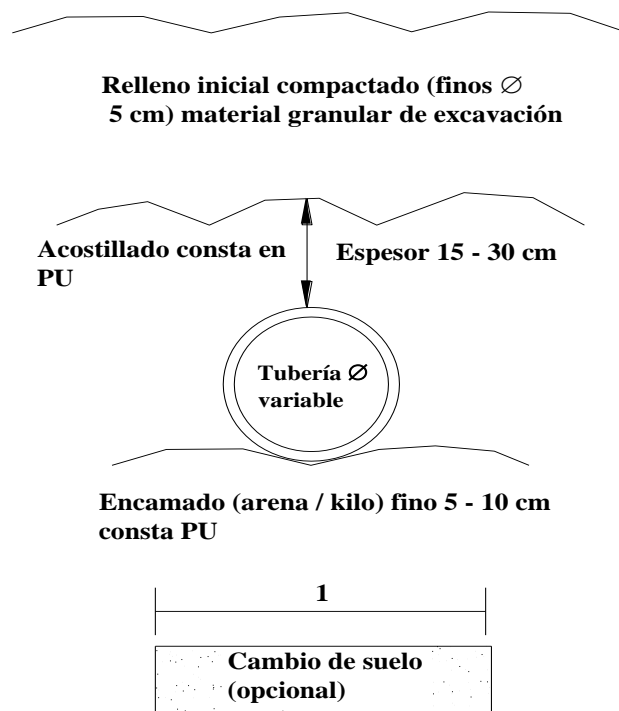 Relleno inicial compactado (finos ∅
5 cm) material granular de excavación
Acostillado consta en
PU
Espesor 15 - 30 cm
Tubería ∅
variable
Encamado (arena / kilo) fino 5 - 10 cm
consta PU
1
Cambio de suelo
(opcional)